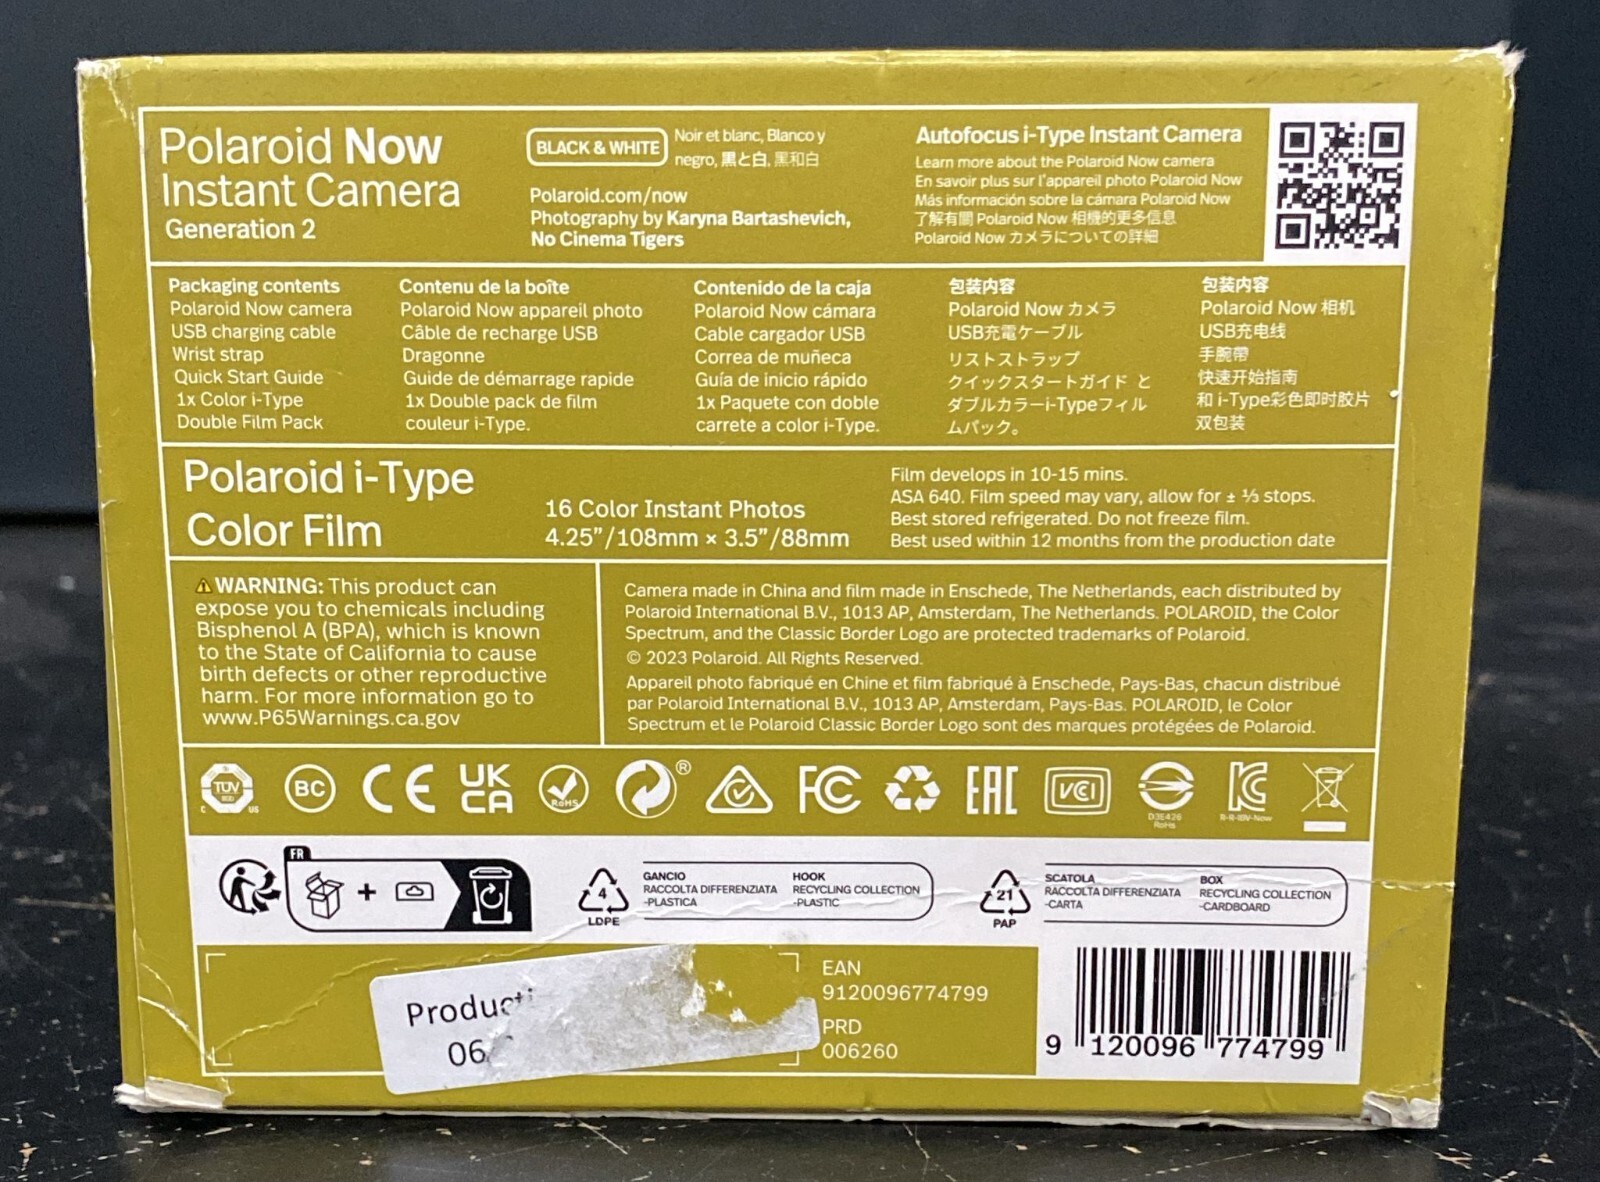 Polaroid Now
Instant Camera
Generation 2
BLACK & WHITE
Noir et blanc, Blanco y
negro, 黒と白, 黑和白
Polaroid.com/now
Photography by Karyna Bartashevich,
No Cinema Tigers
Autofocus i-Type Instant Camera
Learn more about the Polaroid Now camera
En savoir plus sur l'appareil photo Polaroid Now
Más información sobre la cámara Polaroid Now
了解有關 Polaroid Now 相機的更多信息
Polaroid Now カメラについての詳細
Packaging contents
Polaroid Now camera
USB charging cable
Wrist strap
Quick Start Guide
1x Color i-Type
Double Film Pack
Contenu de la boîte
Polaroid Now appareil photo
Câble de recharge USB
Dragonne
Guide de démarrage rapide
1x Double pack de film
couleur i-Type.
Contenido de la caja
Polaroid Now cámara
Cable cargador USB
Correa de muñeca
Guía de inicio rápido
1x Paquete con doble
carrete a color i-Type.
包装内容
Polaroid Now カメラ
USB充電ケーブル
リストストラップ
クイックスタートガイド と
ダブルカラーi-Typeフィル
ムパック。
包装内容
Polaroid Now 相机
USB充电线
手腕带
快速开始指南
和 i-Type彩色即时胶片
双包装
Polaroid i-Type
Color Film
16 Color Instant Photos
4.25”/108mm × 3.5”/88mm
Film develops in 10-15 mins.
ASA 640. Film speed may vary, allow for ± ⅓ stops.
Best stored refrigerated. Do not freeze film.
Best used within 12 months from the production date
⚠ WARNING: This product can
expose you to chemicals including
Bisphenol A (BPA), which is known
to the State of California to cause
birth defects or other reproductive
harm. For more information go to
www.P65Warnings.ca.gov
Camera made in China and film made in Enschede, The Netherlands, each distributed by
Polaroid International B.V., 1013 AP, Amsterdam, The Netherlands. POLAROID, the Color
Spectrum, and the Classic Border Logo are protected trademarks of Polaroid.
© 2023 Polaroid. All Rights Reserved.
Appareil photo fabriqué en Chine et film fabriqué à Enschede, Pays-Bas, chacun distribué
par Polaroid International B.V., 1013 AP, Amsterdam, Pays-Bas. POLAROID, le Color
Spectrum et le Polaroid Classic Border Logo sont des marques protégées de Polaroid.
TÜV
C US
BC
CE
UK
CA
RoHS
®
FC
EAC
VCCI
D3E426
RoHs
KC
R-R-IBV-Now
FR
4
LDPE
GANCIO
RACCOLTA DIFFERENZIATA
-PLASTICA
HOOK
RECYCLING COLLECTION
-PLASTIC
21
PAP
SCATOLA
RACCOLTA DIFFERENZIATA
-CARTA
BOX
RECYCLING COLLECTION
-CARDBOARD
06
EAN
9120096774799
PRD
006260
9 120096 774799